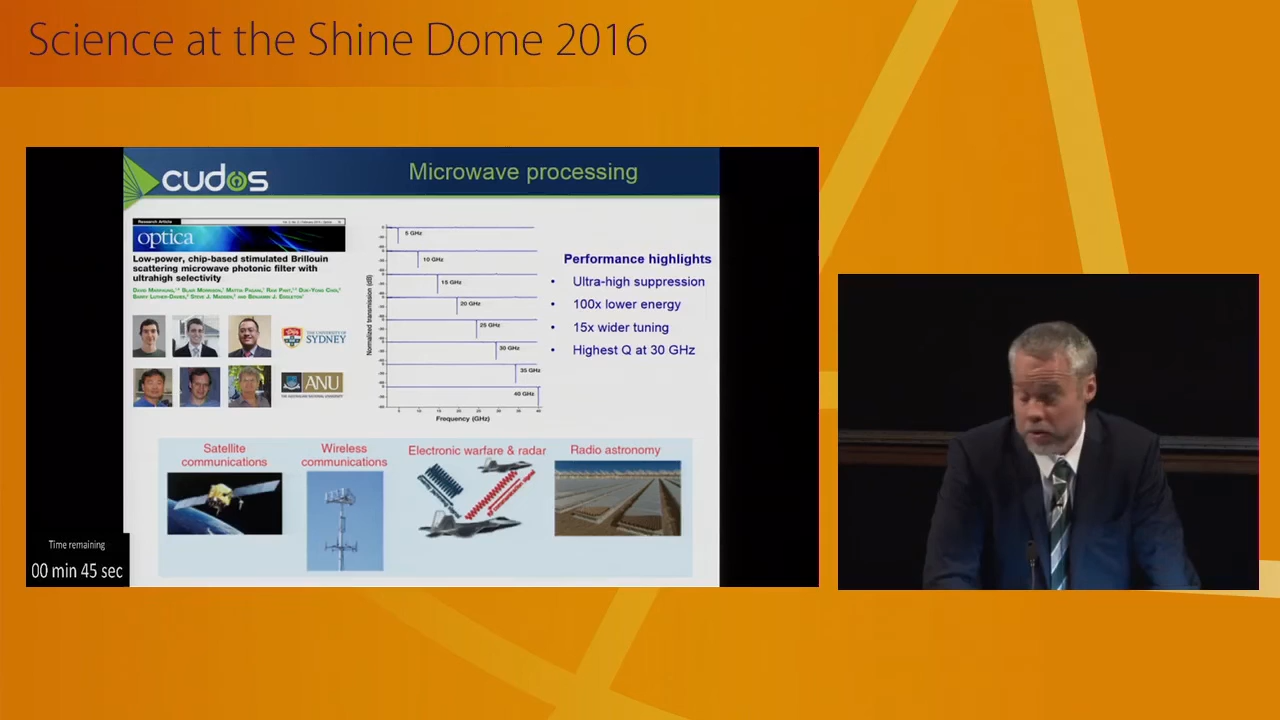 Science at the Shine Dome 2016
cudos
Microwave processing
Research Article
optica
Low-power, chip-based stimulated Brillouin
scattering microwave photonic filter with
ultrahigh selectivity
THE UNIVERSITY OF
SYDNEY
ANU
THE AUSTRALIAN NATIONAL UNIVERSITY
Normalized transmission (dB)
5 GHz
10 GHz
15 GHz
20 GHz
25 GHz
30 GHz
35 GHz
40 GHz
Frequency (GHz)
Performance highlights
• Ultra-high suppression
• 100x lower energy
• 15x wider tuning
• Highest Q at 30 GHz
Satellite
communications
Wireless
communications
Electronic warfare & radar
Radio astronomy
Time remaining
00 min 45 sec